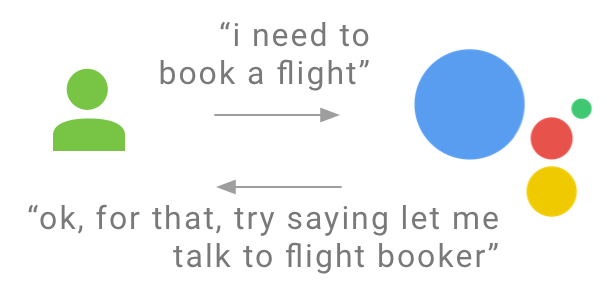 “i need to
book a flight”
“ok, for that, try saying let me
talk to flight booker”